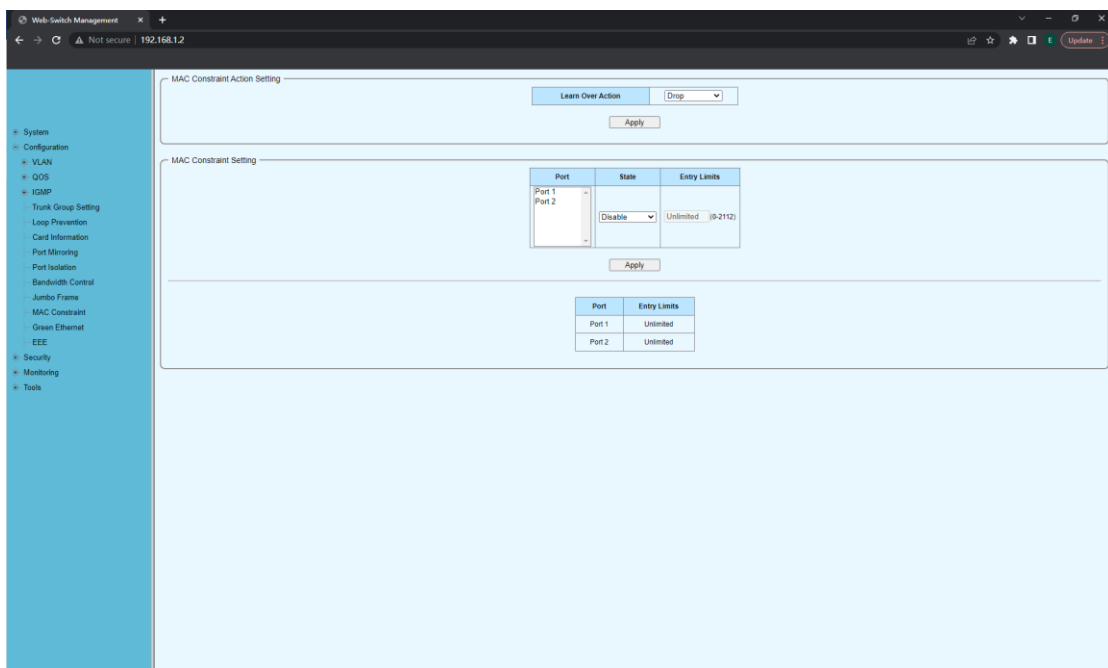 Web-Switch Management
Not secure | 192.168.1.2
E Update
System
Configuration
VLAN
QOS
IGMP
Trunk Group Setting
Loop Prevention
Card Information
Port Mirroring
Port Isolation
Bandwidth Control
Jumbo Frame
MAC Constraint
Green Ethernet
EEE
Security
Monitoring
Tools
MAC Constraint Action Setting
Learn Over Action Drop
Apply
MAC Constraint Setting
Port State Entry Limits
Port 1
Port 2
Disable Unlimited (0-2112)
Apply
Port Entry Limits
Port 1 Unlimited
Port 2 Unlimited